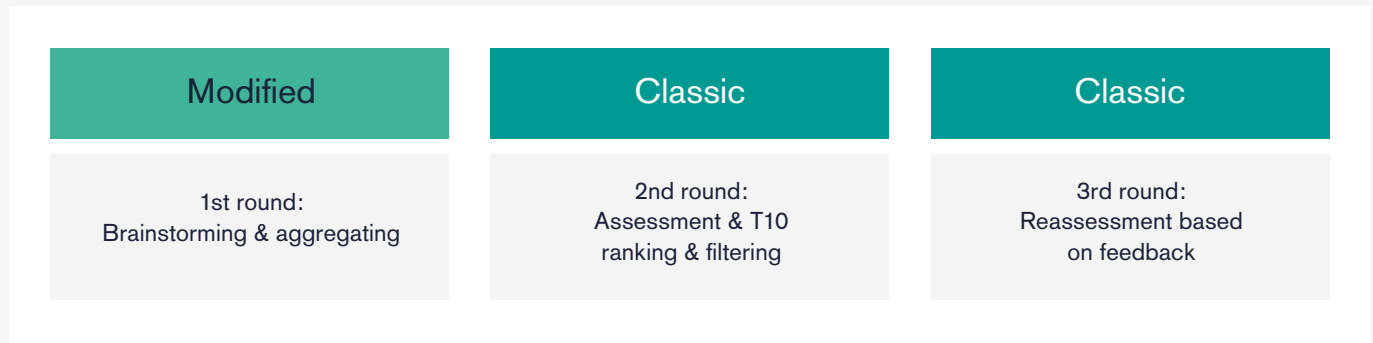 Modified
1st round:
Brainstorming & aggregating
Classic
2nd round:
Assessment & T10
ranking & filtering
Classic
3rd round:
Reassessment based
on feedback